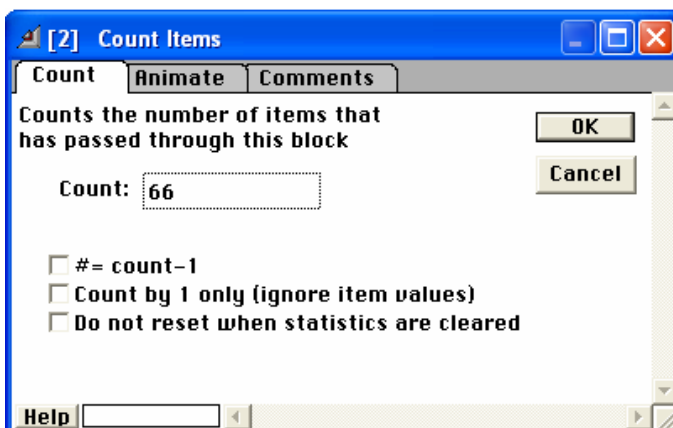 [2] Count Items
Count Animate Comments
Counts the number of items that
has passed through this block
OK
Cancel
Count: 66
#= count-1
Count by 1 only (ignore item values)
Do not reset when statistics are cleared
Help